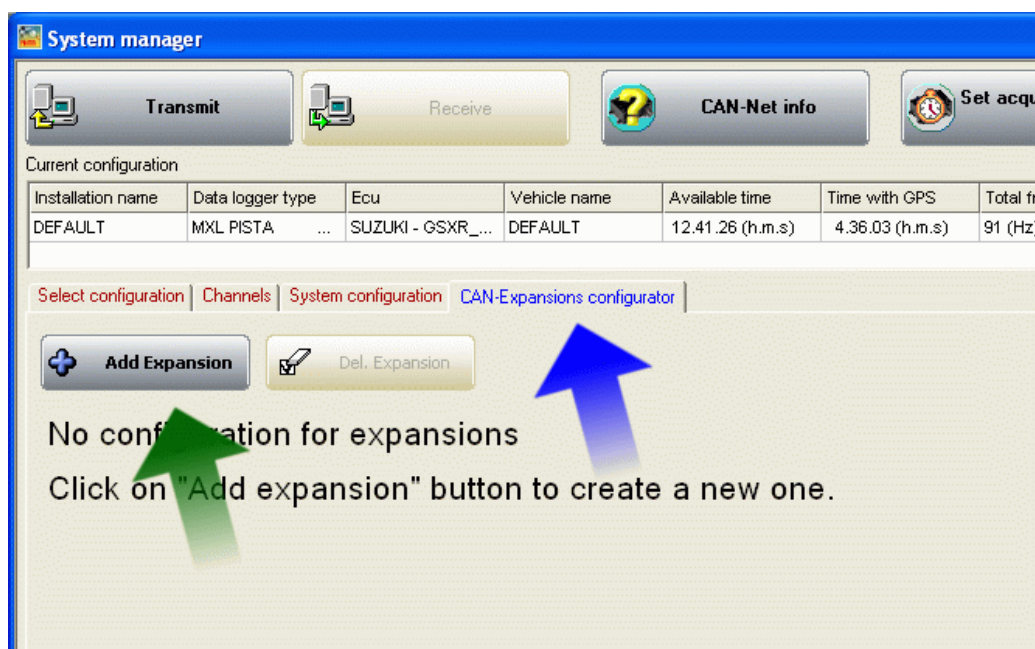 System manager
Transmit
Receive
CAN-Net info
Set acqu
Current configuration
Installation name Data logger type Ecu Vehicle name Available time Time with GPS Total fr
DEFAULT MXL PISTA ... SUZUKI - GSXR_... DEFAULT 12.41.26 (h.m.s) 4.36.03 (h.m.s) 91 (Hz)
Select configuration Channels System configuration CAN-Expansions configurator
Add Expansion
Del. Expansion
No configuration for expansions
Click on "Add expansion" button to create a new one.